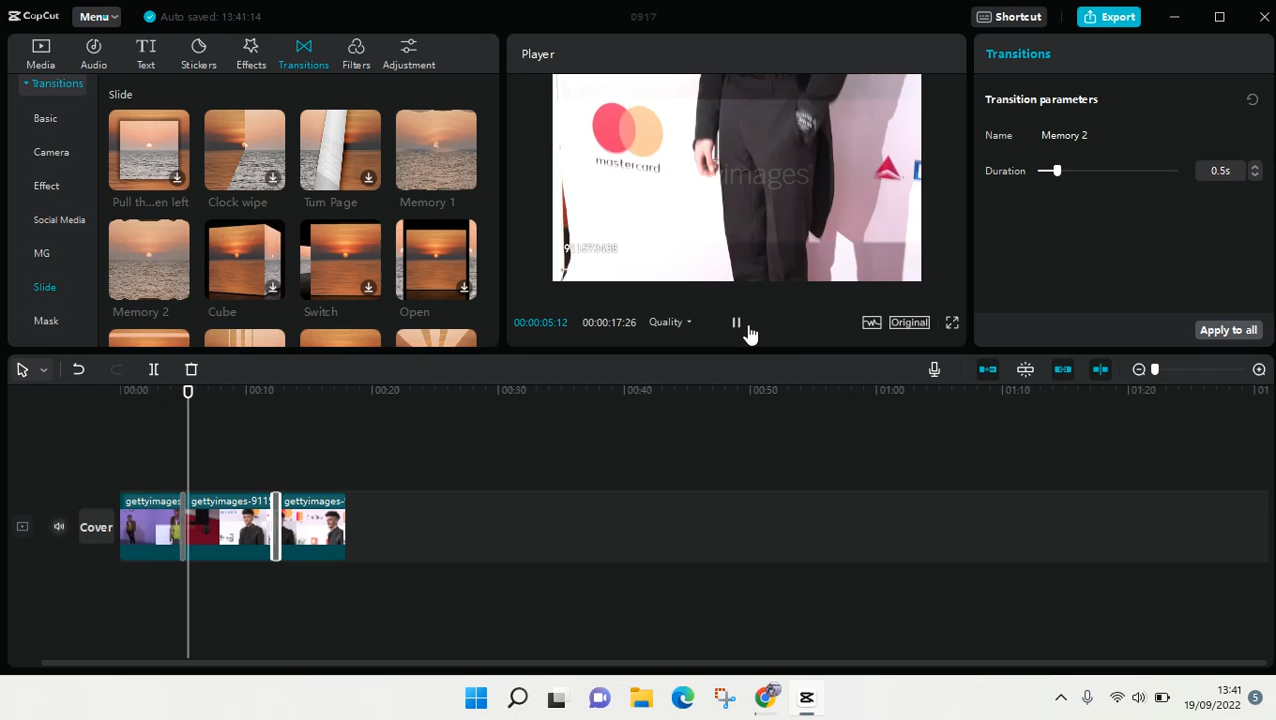 CapCut
Menu
Auto saved: 13:41:14
0917
Shortcut
Export
Media
Audio
Text
Stickers
Effects
Transitions
Filters
Adjustment
Player
Transitions
Transitions
Basic
Camera
Effect
Social Media
MG
Slide
Mask
Slide
Pull th...en left
Clock wipe
Turn Page
Memory 1
Memory 2
Cube
Switch
Open
mastercard
images
911573438
00:00:05:12
00:00:17:26
Quality
Original
Transition parameters
Name
Memory 2
Duration
0.5s
Apply to all
00:00
00:10
00:20
00:30
00:40
00:50
01:00
01:10
01:20
01
Cover
gettyimages
gettyimages-911
gettyimages-
13:41
19/09/2022
5